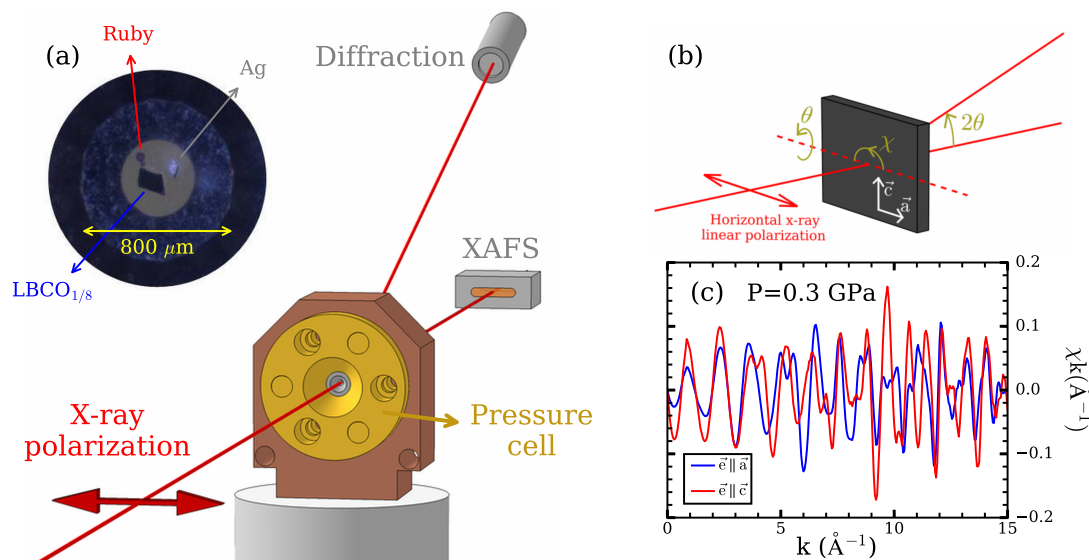 (a)
Ruby
Ag
800 μm
LBCO1/8
Diffraction
XAFS
X-ray
polarization
Pressure
cell
(b)
θ
χ
2θ
c⃗
a⃗
Horizontal x-ray
linear polarization
(c) P=0.3 GPa
0.2
0.1
0.0
−0.1
−0.2
χk(Å⁻¹)
e⃗ ∥ a⃗
e⃗ ∥ c⃗
0 5 10 15
k (Å⁻¹)